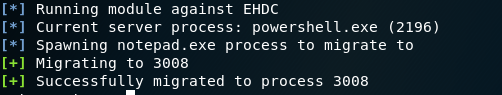 [*] Running module against EHDC
[*] Current server process: powershell.exe (2196)
[*] Spawning notepad.exe process to migrate to
[+] Migrating to 3008
[+] Successfully migrated to process 3008